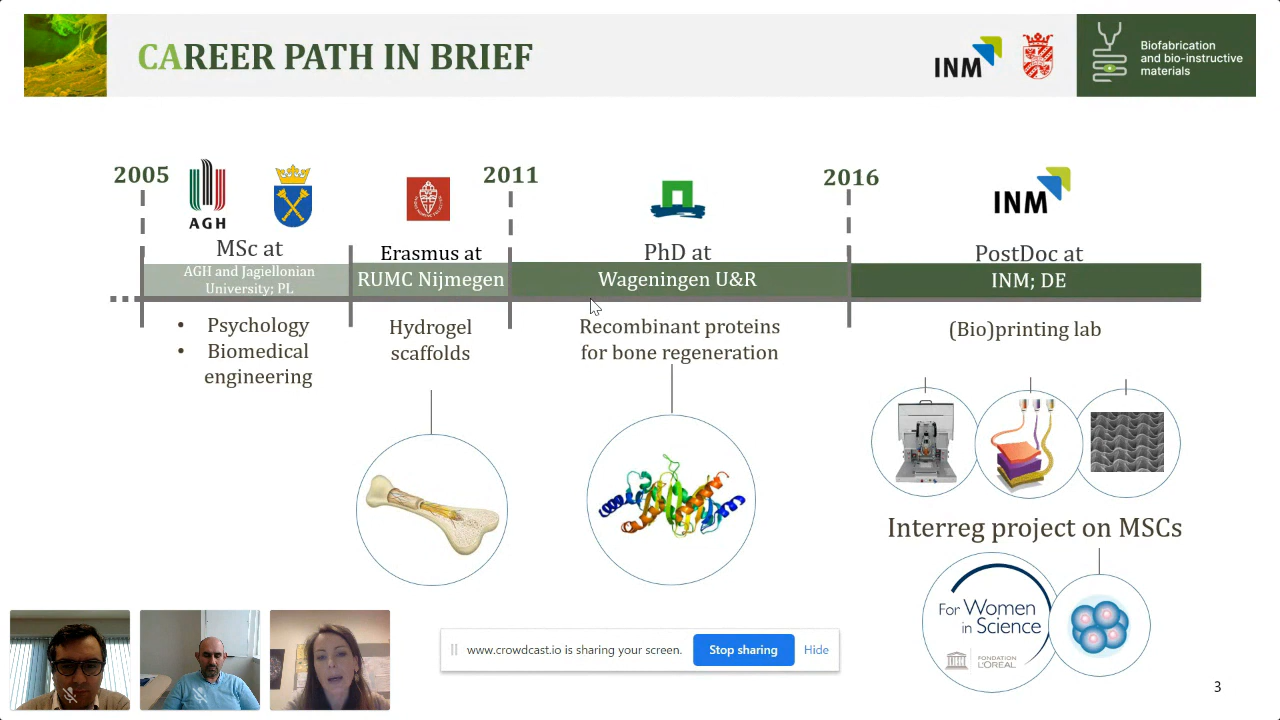 CAREER PATH IN BRIEF
INM
Biofabrication
and bio-instructive
materials
2005
2011
2016
AGH
INM
MSc at
Erasmus at
PhD at
PostDoc at
AGH and Jagiellonian
University; PL
RUMC Nijmegen
Wageningen U&R
INM; DE
• Psychology
• Biomedical
engineering
Hydrogel
scaffolds
Recombinant proteins
for bone regeneration
(Bio)printing lab
Interreg project on MSCs
For Women
in Science
FONDATION
L'ORÉAL
www.crowdcast.io is sharing your screen.
Stop sharing
Hide
3